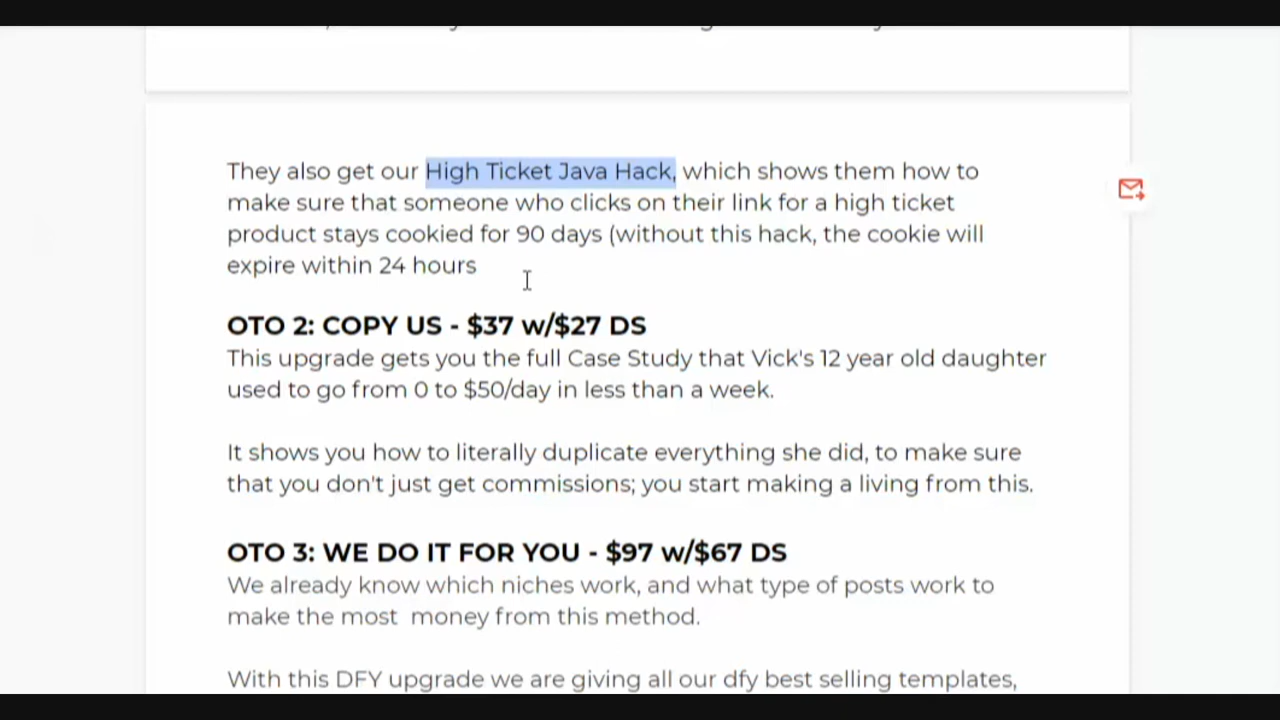 They also get our High Ticket Java Hack, which shows them how to
make sure that someone who clicks on their link for a high ticket
product stays cookied for 90 days (without this hack, the cookie will
expire within 24 hours
OTO 2: COPY US - $37 w/$27 DS
This upgrade gets you the full Case Study that Vick's 12 year old daughter
used to go from 0 to $50/day in less than a week.
It shows you how to literally duplicate everything she did, to make sure
that you don't just get commissions; you start making a living from this.
OTO 3: WE DO IT FOR YOU - $97 w/$67 DS
We already know which niches work, and what type of posts work to
make the most  money from this method.
With this DFY upgrade we are giving all our dfy best selling templates,